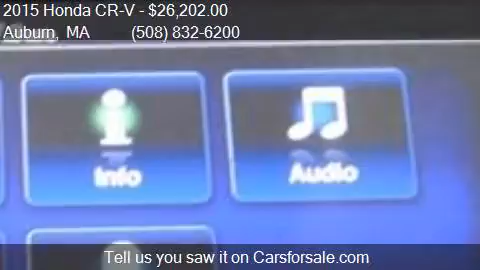 2015 Honda CR-V - $26,202.00
Auburn, MA (508) 832-6200
Info
Audio
Tell us you saw it on Carsforsale.com